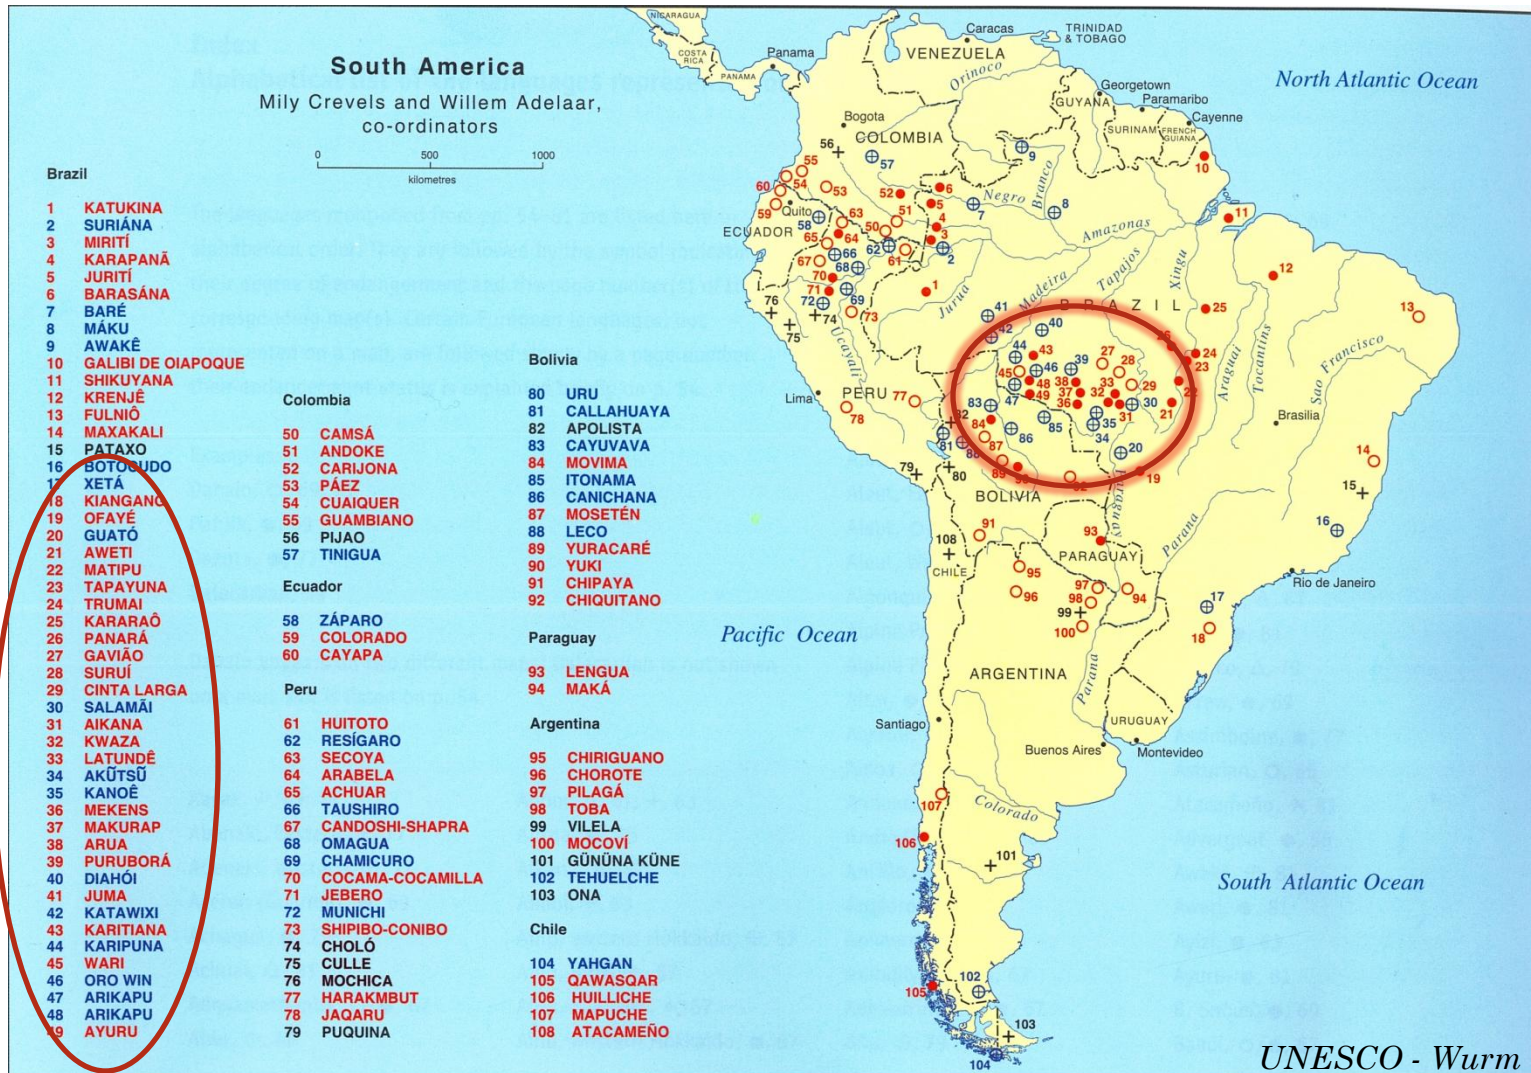 South America
Mily Crevels and Willem Adelaar,
co-ordinators
0 500 1000
kilometres
Brazil
1 KATUKINA
2 SURIÁNA
3 MIRITÍ
4 KARAPANÃ
5 JURITÍ
6 BARASÁNA
7 BARÉ
8 MÁKU
9 AWAKÊ
10 GALIBI DE OIAPOQUE
11 SHIKUYANA
12 KRENJÊ
13 FULNIÔ
14 MAXAKALI
15 PATAXO
16 BOTOCUDO
17 XETÁ
18 KIANGANG
19 OFAYÉ
20 GUATÓ
21 AWETI
22 MATIPU
23 TAPAYUNA
24 TRUMAI
25 KARARAÔ
26 PANARÁ
27 GAVIÃO
28 SURUÍ
29 CINTA LARGA
30 SALAMÃI
31 AIKANA
32 KWAZA
33 LATUNDÊ
34 AKŨTSŨ
35 KANOÊ
36 MEKENS
37 MAKURAP
38 ARUA
39 PURUBORÁ
40 DIAHÓI
41 JUMA
42 KATAWIXI
43 KARITIANA
44 KARIPUNA
45 WARI
46 ORO WIN
47 ARIKAPU
48 ARIKAPU
49 AYURU
Colombia
50 CAMSÁ
51 ANDOKE
52 CARIJONA
53 PÁEZ
54 CUAIQUER
55 GUAMBIANO
56 PIJAO
57 TINIGUA
Ecuador
58 ZÁPARO
59 COLORADO
60 CAYAPA
Peru
61 HUITOTO
62 RESÍGARO
63 SECOYA
64 ARABELA
65 ACHUAR
66 TAUSHIRO
67 CANDOSHI-SHAPRA
68 OMAGUA
69 CHAMICURO
70 COCAMA-COCAMILLA
71 JEBERO
72 MUNICHI
73 SHIPIBO-CONIBO
74 CHOLÓ
75 CULLE
76 MOCHICA
77 HARAKMBUT
78 JAQARU
79 PUQUINA
Bolivia
80 URU
81 CALLAHUAYA
82 APOLISTA
83 CAYUVAVA
84 MOVIMA
85 ITONAMA
86 CANICHANA
87 MOSETÉN
88 LECO
89 YURACARÉ
90 YUKI
91 CHIPAYA
92 CHIQUITANO
Paraguay
93 LENGUA
94 MAKÁ
Argentina
95 CHIRIGUANO
96 CHOROTE
97 PILAGÁ
98 TOBA
99 VILELA
100 MOCOVÍ
101 GÜNÜNA KÜNE
102 TEHUELCHE
103 ONA
Chile
104 YAHGAN
105 QAWASQAR
106 HUILLICHE
107 MAPUCHE
108 ATACAMEÑO
NICARAGUA
COSTA
RICA
PANAMA
Panama
Caracas
TRINIDAD
& TOBAGO
VENEZUELA
Orinoco
Georgetown
GUYANA
Paramaribo
SURINAM
Cayenne
FRENCH
GUIANA
North Atlantic Ocean
Bogota
COLOMBIA
Branco
Negro
Quito
ECUADOR
Amazonas
Jurua
Madeira
Tapajos
Xingu
BRAZIL
Ucayali
Araguai
Tocantins
Sao Francisco
Lima
PERU
Brasilia
BOLIVIA
Paraguay
Parana
PARAGUAY
CHILE
Rio de Janeiro
Pacific Ocean
ARGENTINA
Parana
Santiago
URUGUAY
Buenos Aires
Montevideo
Colorado
South Atlantic Ocean
UNESCO - Wurm